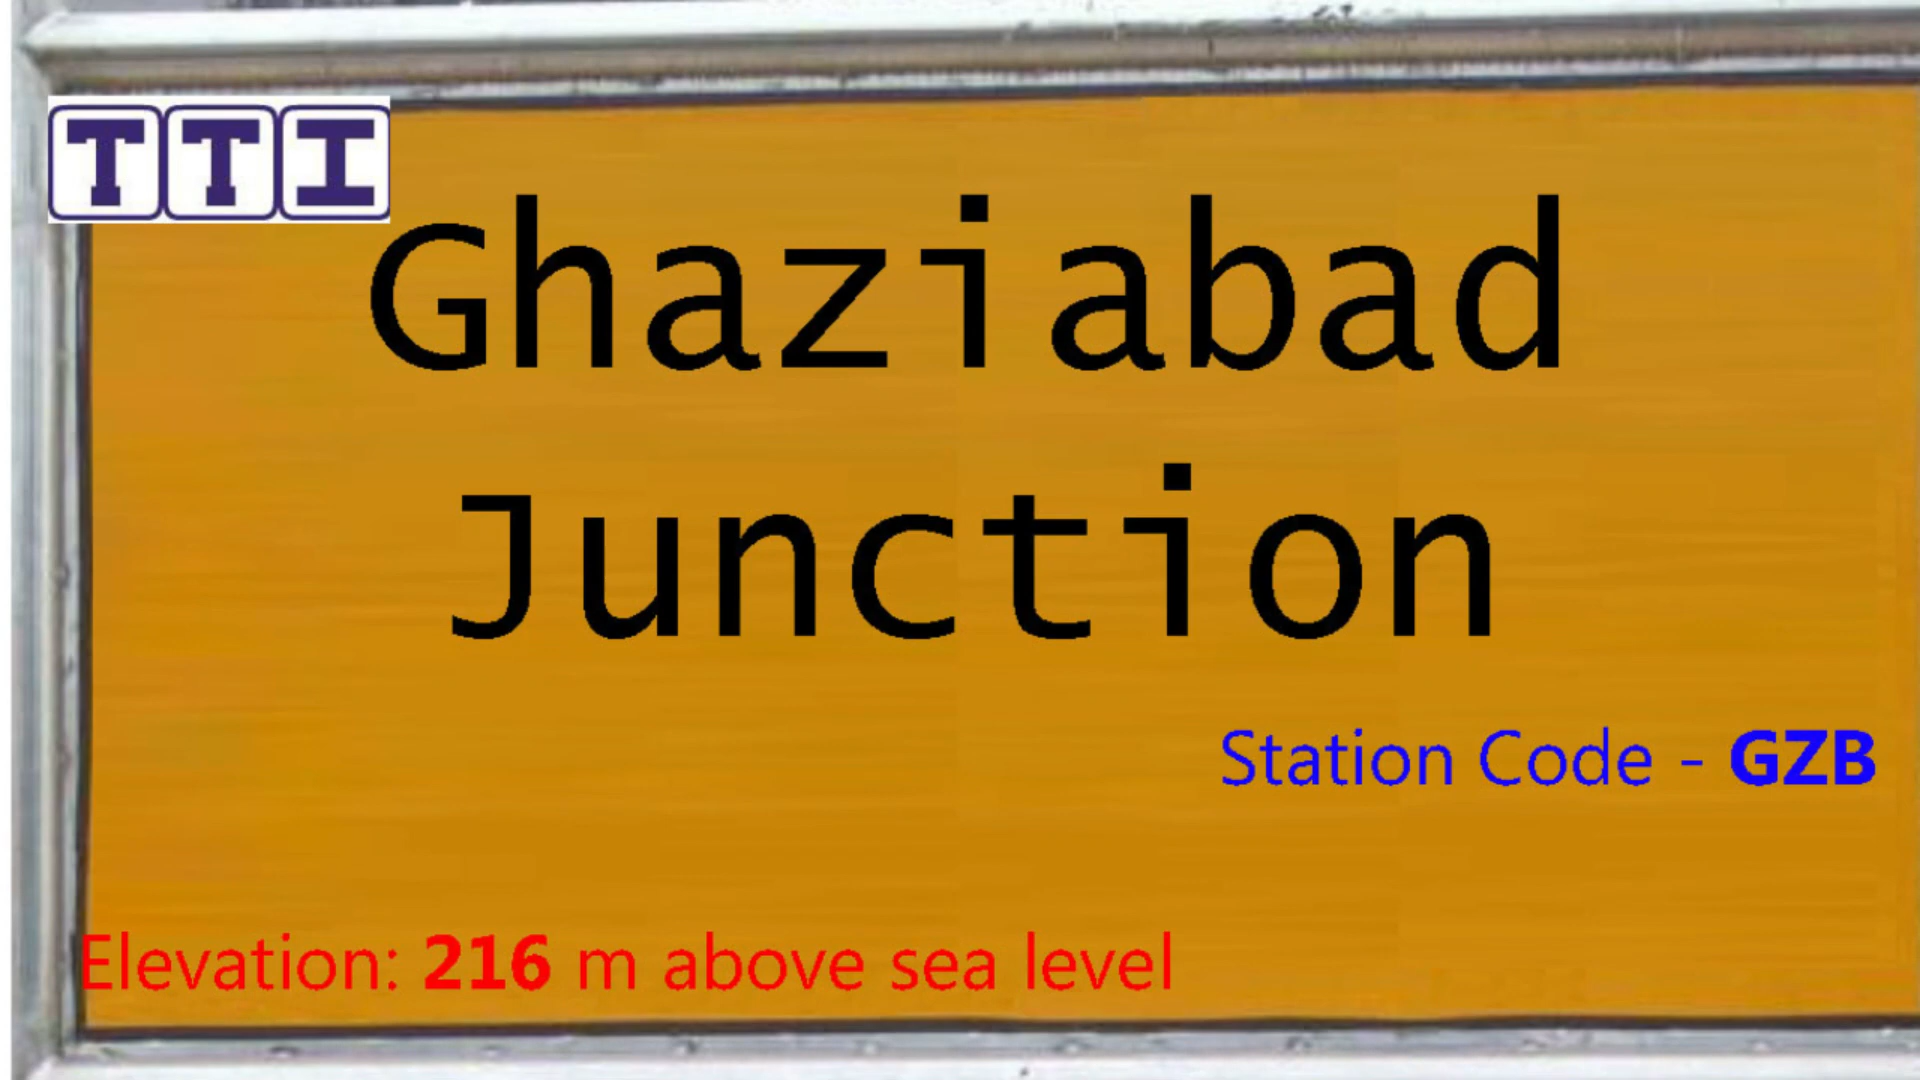 TTI
Ghaziabad
Junction
Station Code - GZB
Elevation: 216 m above sea level